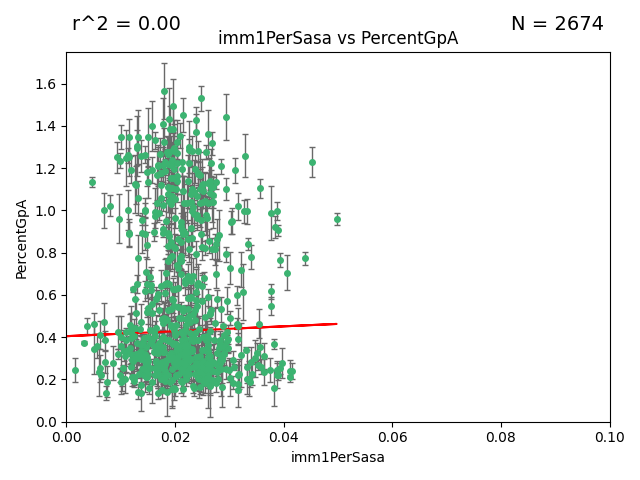 r^2 = 0.00
N = 2674
imm1PerSasa vs PercentGpA
PercentGpA
1.6
1.4
1.2
1.0
0.8
0.6
0.4
0.2
0.0
0.00 0.02 0.04 0.06 0.08 0.10
imm1PerSasa